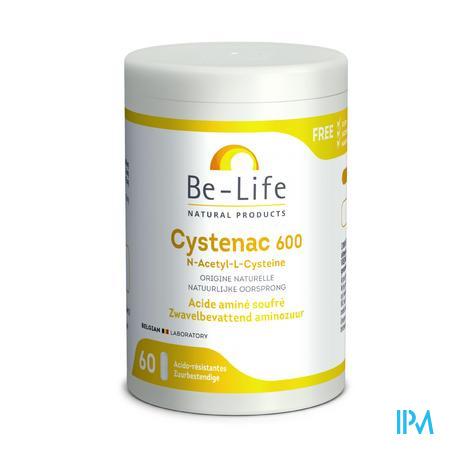 FREE
Be-Life
NATURAL PRODUCTS
Cystenac 600
N-Acetyl-L-Cysteine
ORIGINE NATURELLE
NATUURLIJKE OORSPRONG
Acide aminé soufré
Zwavelbevattend aminozuur
BELGIAN LABORATORY
60
Acido-résistantes
Zuurbestendige
IPM